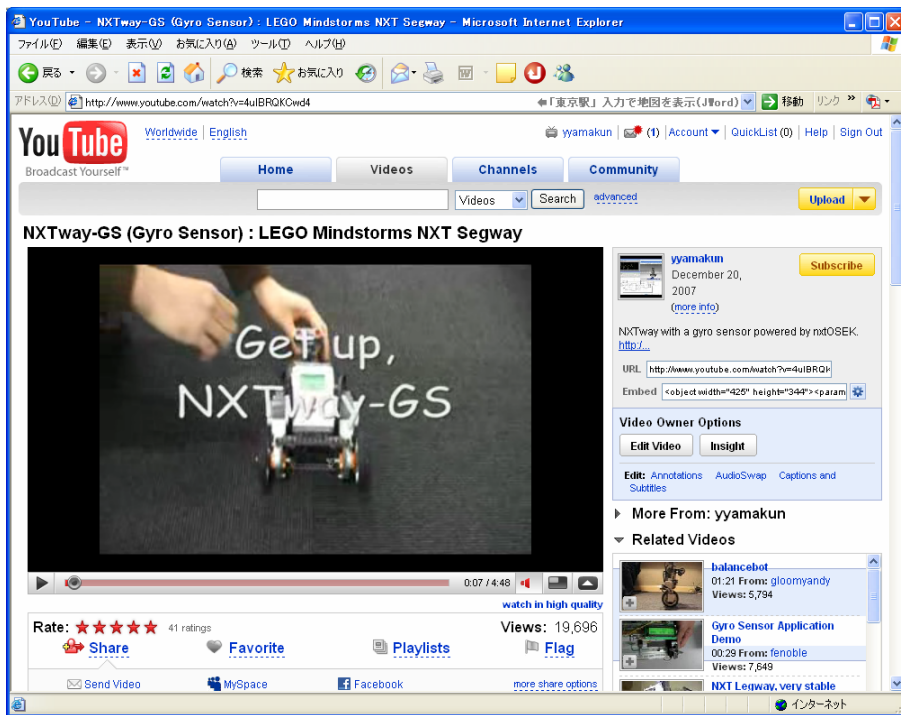 YouTube - NXTway-GS (Gyro Sensor) : LEGO Mindstorms NXT Segway - Microsoft Internet Explorer
ファイル(F) 編集(E) 表示(V) お気に入り(A) ツール(T) ヘルプ(H)
戻る 検索 お気に入り
アドレス(D) http://www.youtube.com/watch?v=4ulBRQKCwd4 「東京駅」入力で地図を表示(JWord) 移動 リンク »
You Tube Worldwide | English yyamakun | (1) | Account | QuickList (0) | Help | Sign Out
Broadcast Yourself™
Home Videos Channels Community
Videos Search advanced Upload
NXTway-GS (Gyro Sensor) : LEGO Mindstorms NXT Segway
Get up,
NXTway-GS
0:07 / 4:48
watch in high quality
Rate: 41 ratings Views: 19,696
Share Favorite Playlists Flag
Send Video MySpace Facebook more share options
yyamakun
December 20,
2007
(more info)
Subscribe
NXTway with a gyro sensor powered by nxtOSEK.
http:/...
URL http://www.youtube.com/watch?v=4ulBRQK
Embed <object width="425" height="344"><param
Video Owner Options
Edit Video Insight
Edit: Annotations AudioSwap Captions and
Subtitles
More From: yyamakun
Related Videos
balancebot
01:21 From: gloomyandy
Views: 5,794
Gyro Sensor Application
Demo
00:29 From: fenoble
Views: 7,649
NXT Legway, very stable
インターネット